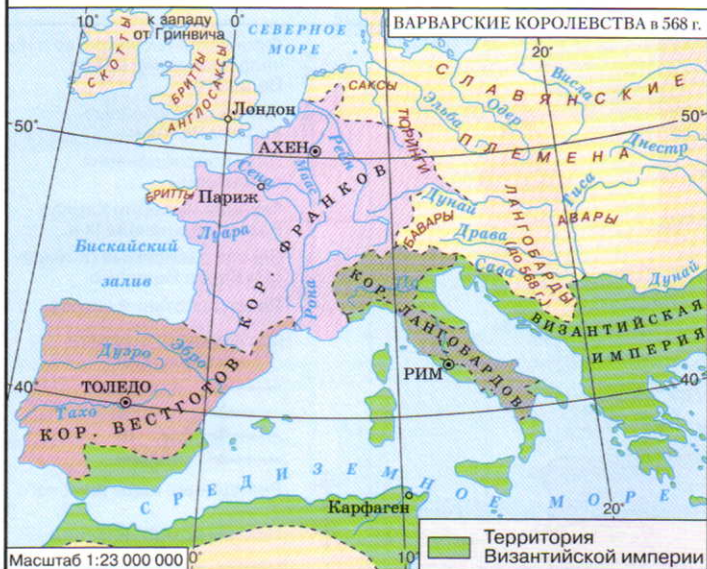 ВАРВАРСКИЕ КОРОЛЕВСТВА в 568 г.
10°
к западу
от Гринвича
0°
СЕВЕРНОЕ
МОРЕ
20°
СКОТТЫ
БРИТТЫ
АНГЛОСАКСЫ
Лондон
САКСЫ
СЛАВЯНСКИЕ
ПЛЕМЕНА
Висла
Одер
Эльба
50°
50°
АХЕН
Рейн
Маас
ТЮРИНГИ
Днестр
Сена
Париж
БРИТТЫ
Луара
КОР. ФРАНКОВ
Тиса
АВАРЫ
ЛАНГОБАРДЫ
(до 568 г.)
Дунай
БАВАРЫ
Драва
Сава
Дунай
Бискайский
залив
Рона
По
КОР. ЛАНГОБАРДОВ
ВИЗАНТИЙСКАЯ
ИМПЕРИЯ
Дуэро
Эбро
ТОЛЕДО
Тахо
КОР. ВЕСТГОТОВ
РИМ
40°
40°
СРЕДИЗЕМНОЕ МОРЕ
Карфаген
20°
Масштаб 1:23 000 000
0°
10°
Территория
Византийской империи